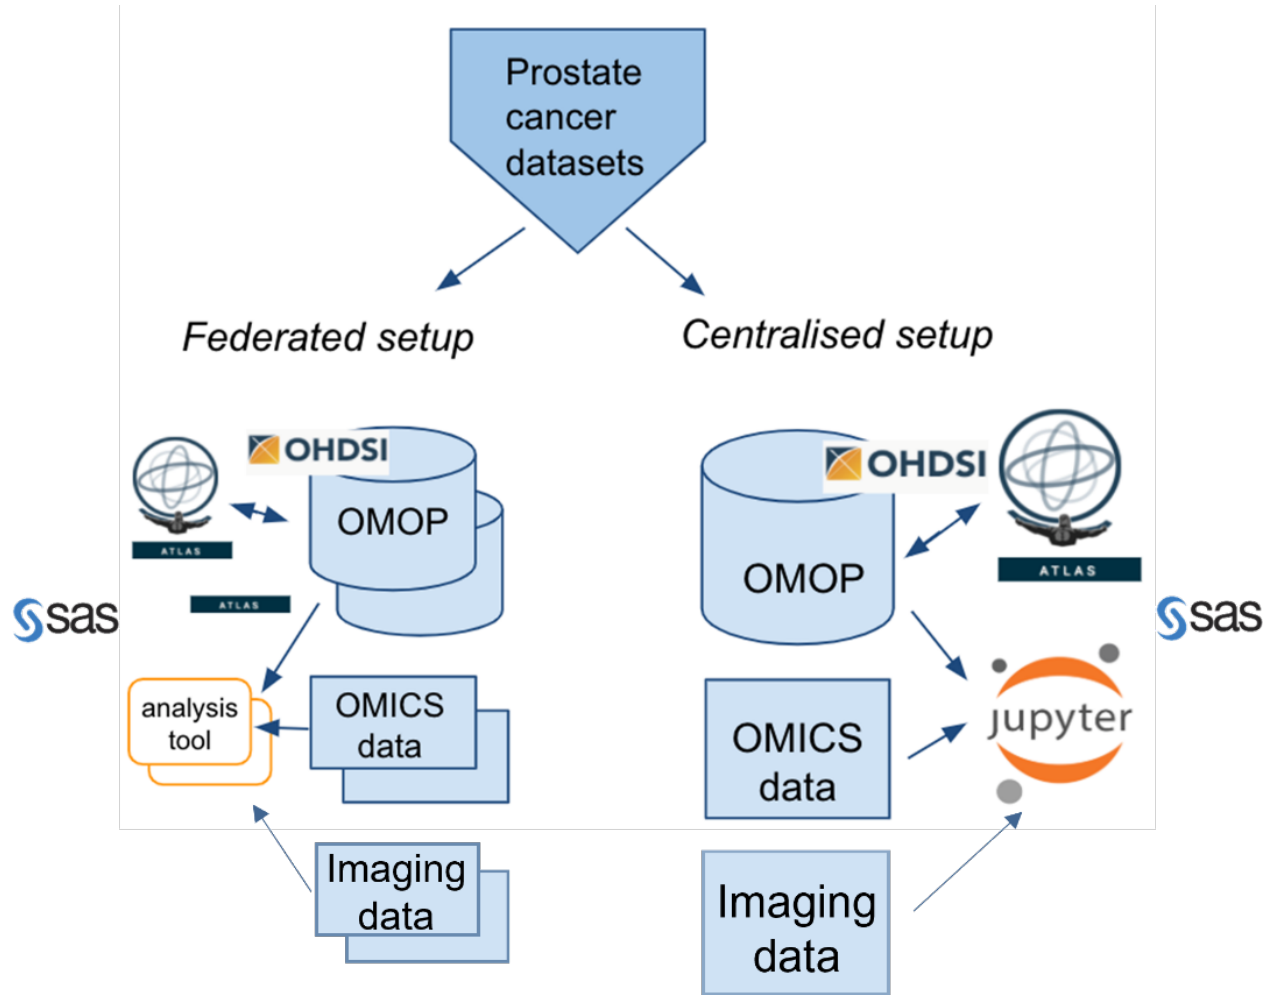 Prostate
cancer
datasets
Federated setup
Centralised setup
OHDSI
OMOP
ATLAS
ATLAS
sas
analysis
tool
OMICS
data
Imaging
data
OHDSI
OMOP
ATLAS
sas
OMICS
data
jupyter
Imaging
data